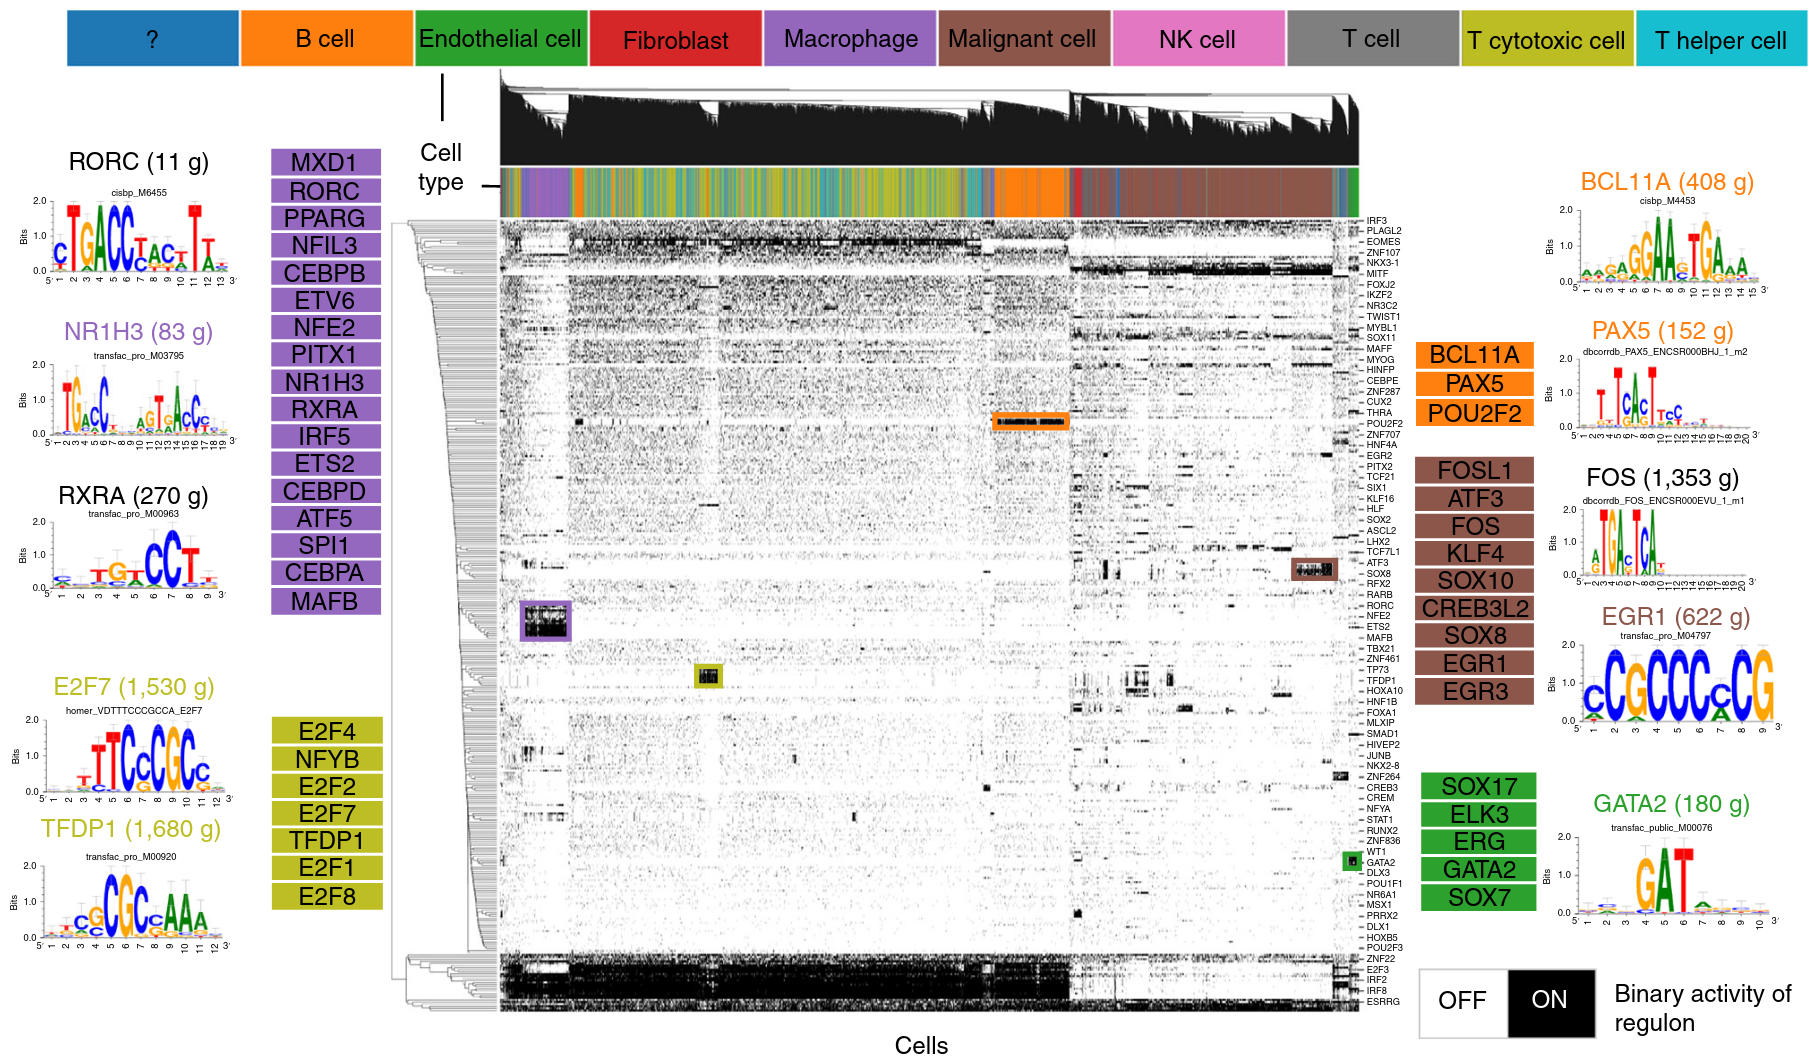 ?
B cell
Endothelial cell
Fibroblast
Macrophage
Malignant cell
NK cell
T cell
T cytotoxic cell
T helper cell
Cell
type
RORC (11 g)
cisbp_M6455
NR1H3 (83 g)
transfac_pro_M03795
RXRA (270 g)
transfac_pro_M00963
E2F7 (1,530 g)
homer_VDTTTCCCGCCA_E2F7
TFDP1 (1,680 g)
transfac_pro_M00920
MXD1
RORC
PPARG
NFIL3
CEBPB
ETV6
NFE2
PITX1
NR1H3
RXRA
IRF5
ETS2
CEBPD
ATF5
SPI1
CEBPA
MAFB
E2F4
NFYB
E2F2
E2F7
TFDP1
E2F1
E2F8
IRF3
PLAGL2
EOMES
ZNF107
NKX3-1
MITF
FOXJ2
IKZF2
NR3C2
TWIST1
MYBL1
SOX11
MAFF
MYOG
HINFP
CEBPE
ZNF287
CUX2
THRA
POU2F2
ZNF707
HNF4A
EGR2
PITX2
TCF21
SIX1
KLF16
HLF
SOX2
ASCL2
LHX2
TCF7L1
ATF3
SOX8
RFX2
RARB
RORC
NFE2
ETS2
MAFB
TBX21
ZNF461
TP73
TFDP1
HOXA10
HNF1B
FOXA1
MLXIP
SMAD1
HIVEP2
JUNB
NKX2-8
ZNF264
CREB3
CREM
NFYA
STAT1
RUNX2
ZNF836
WT1
GATA2
DLX3
POU1F1
NR6A1
MSX1
PRRX2
DLX1
HOXB5
POU2F3
ZNF22
E2F3
IRF2
IRF8
ESRRG
Cells
BCL11A
PAX5
POU2F2
FOSL1
ATF3
FOS
KLF4
SOX10
CREB3L2
SOX8
EGR1
EGR3
SOX17
ELK3
ERG
GATA2
SOX7
BCL11A (408 g)
cisbp_M4453
PAX5 (152 g)
dbcorrdb_PAX5_ENCSR000BHJ_1_m2
FOS (1,353 g)
dbcorrdb_FOS_ENCSR000EVU_1_m1
EGR1 (622 g)
transfac_pro_M04797
GATA2 (180 g)
transfac_public_M00076
OFF
ON
Binary activity of
regulon